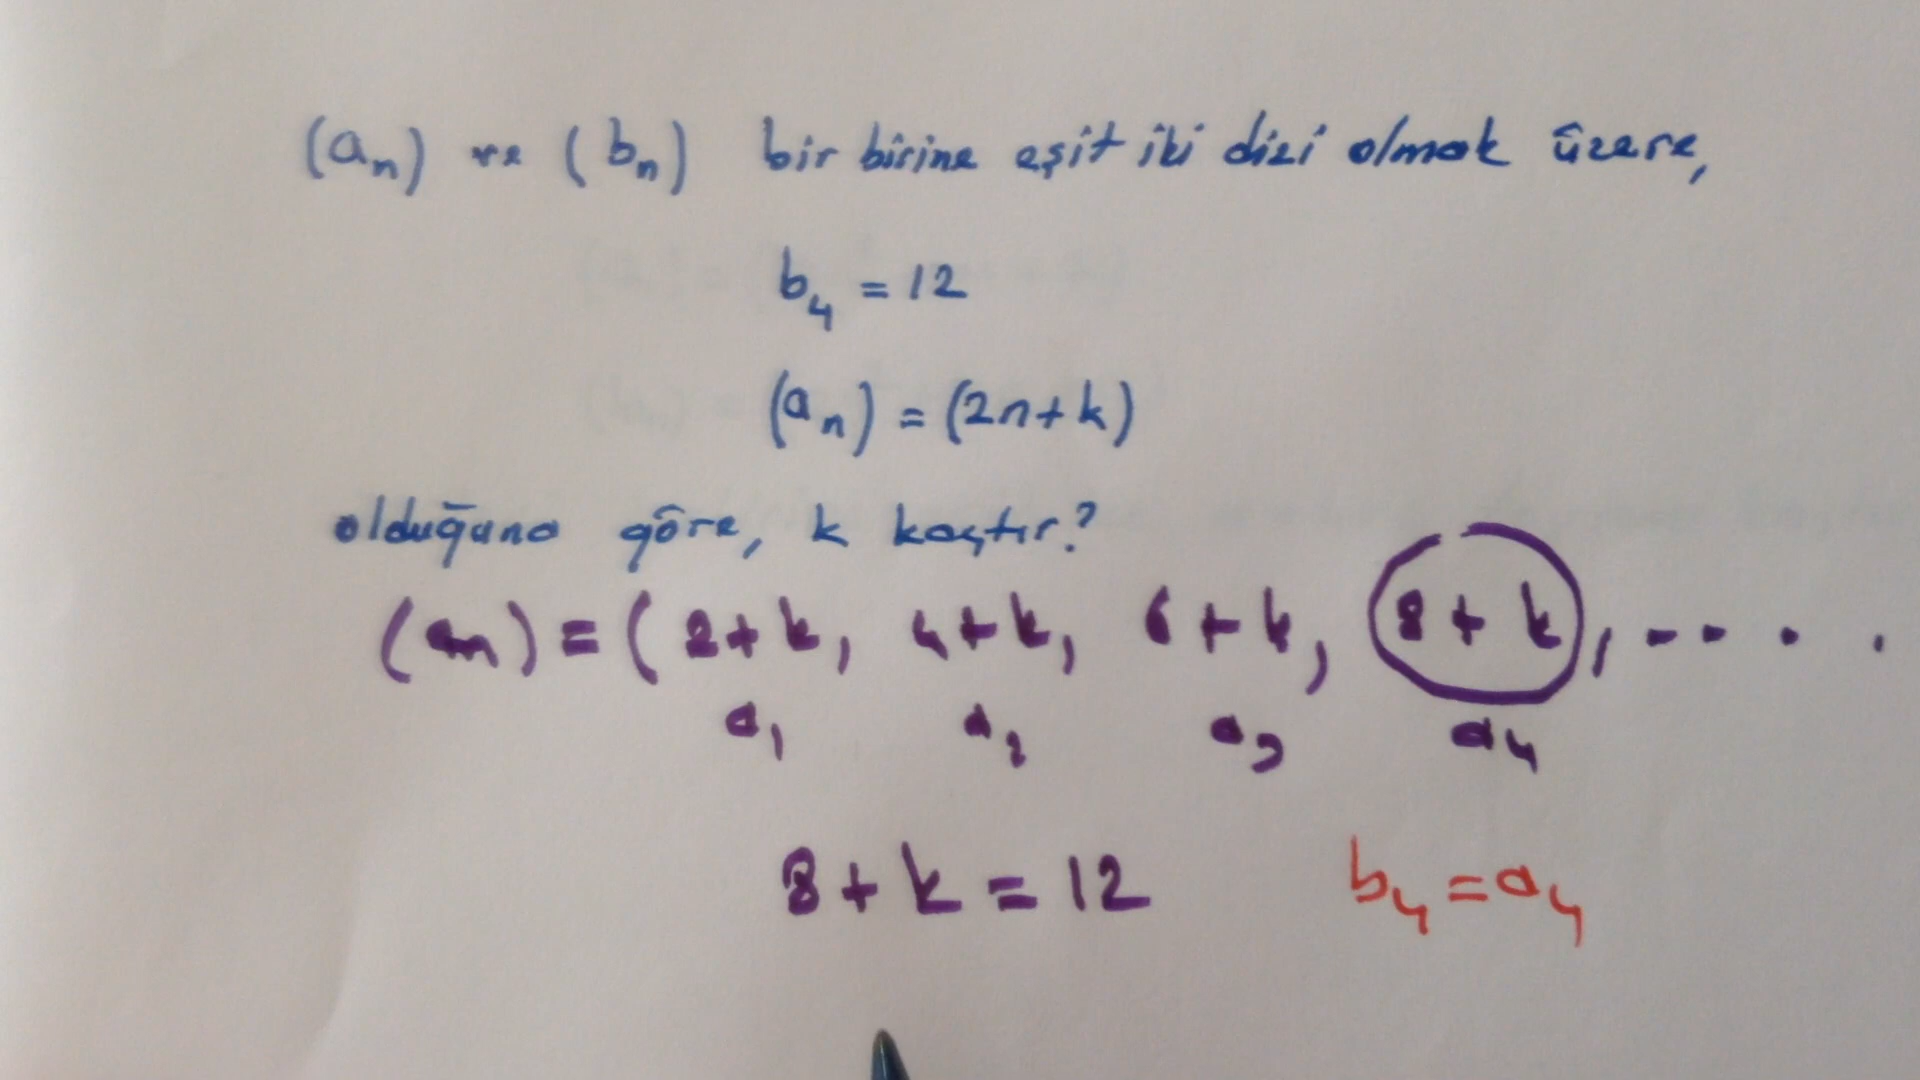 (aₙ) ve (bₙ) bir birine eşit iki dizi olmak üzere,
b₄ = 12
(aₙ) = (2n+k)
olduğuna göre, k kaçtır?
(aₙ) = (2+k, 4+k, 6+k, 8+k, ....
a₁ a₂ a₃ a₄
8+k=12 b₄=a₄